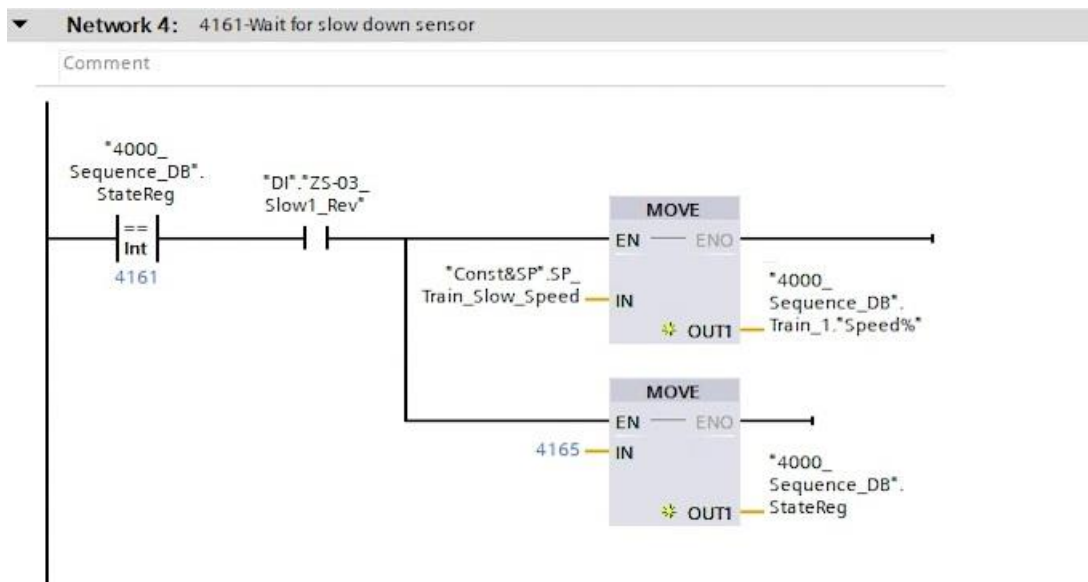 Network 4: 4161-Wait for slow down sensor
Comment
"4000_
Sequence_DB".
StateReg
"DI"."ZS-03_
Slow1_Rev"
==
Int
4161
MOVE
EN
ENO
"Const&SP".SP_
Train_Slow_Speed
IN
OUT1
"4000_
Sequence_DB".
Train_1."Speed%"
MOVE
EN
ENO
4165
IN
OUT1
"4000_
Sequence_DB".
StateReg